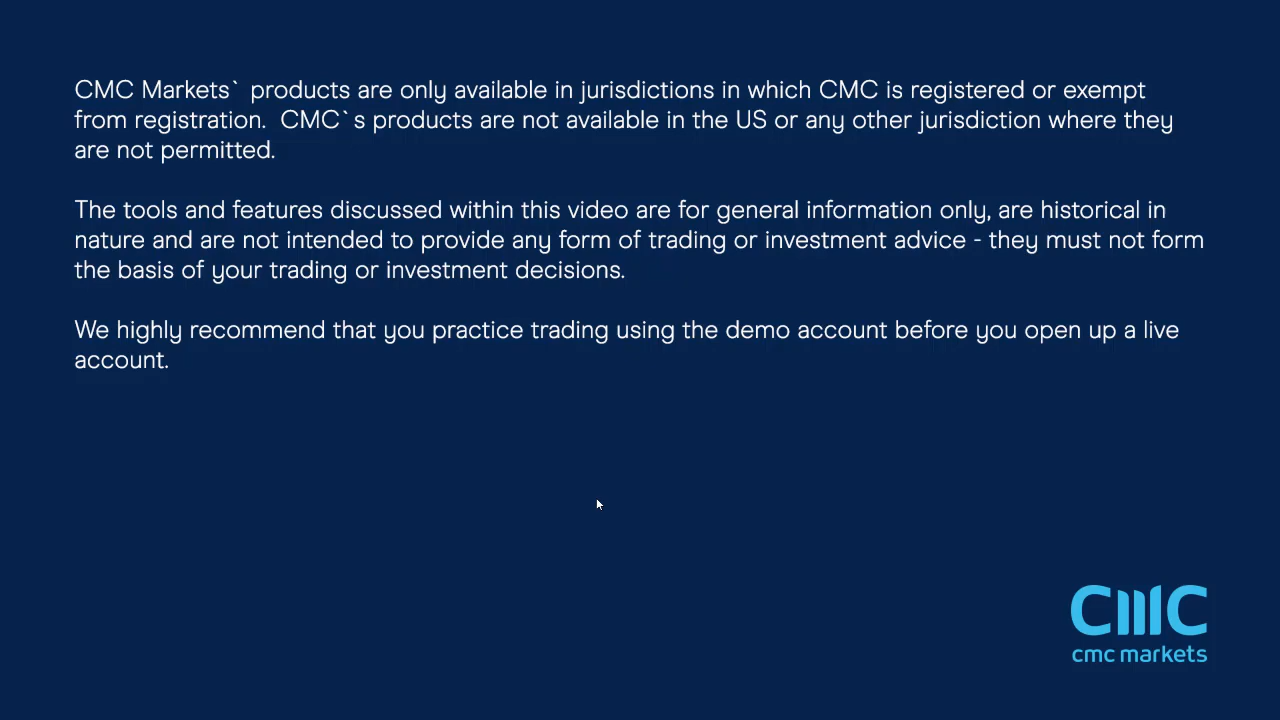 CMC Markets` products are only available in jurisdictions in which CMC is registered or exempt
from registration.  CMC`s products are not available in the US or any other jurisdiction where they
are not permitted.
The tools and features discussed within this video are for general information only, are historical in
nature and are not intended to provide any form of trading or investment advice - they must not form
the basis of your trading or investment decisions.
We highly recommend that you practice trading using the demo account before you open up a live
account.
cmc
cmc markets